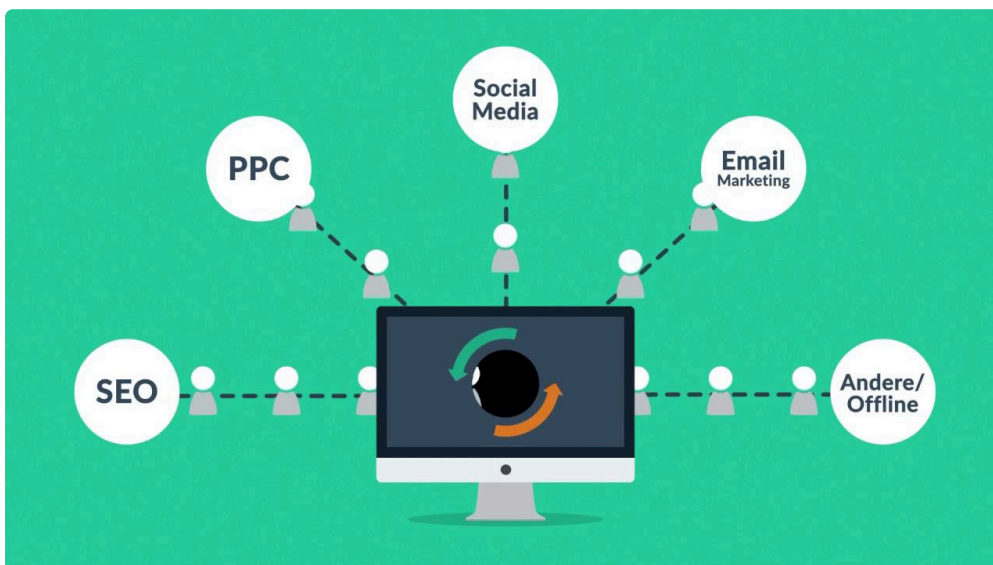 Social
Media
PPC
Email
Marketing
SEO
Andere/
Offline